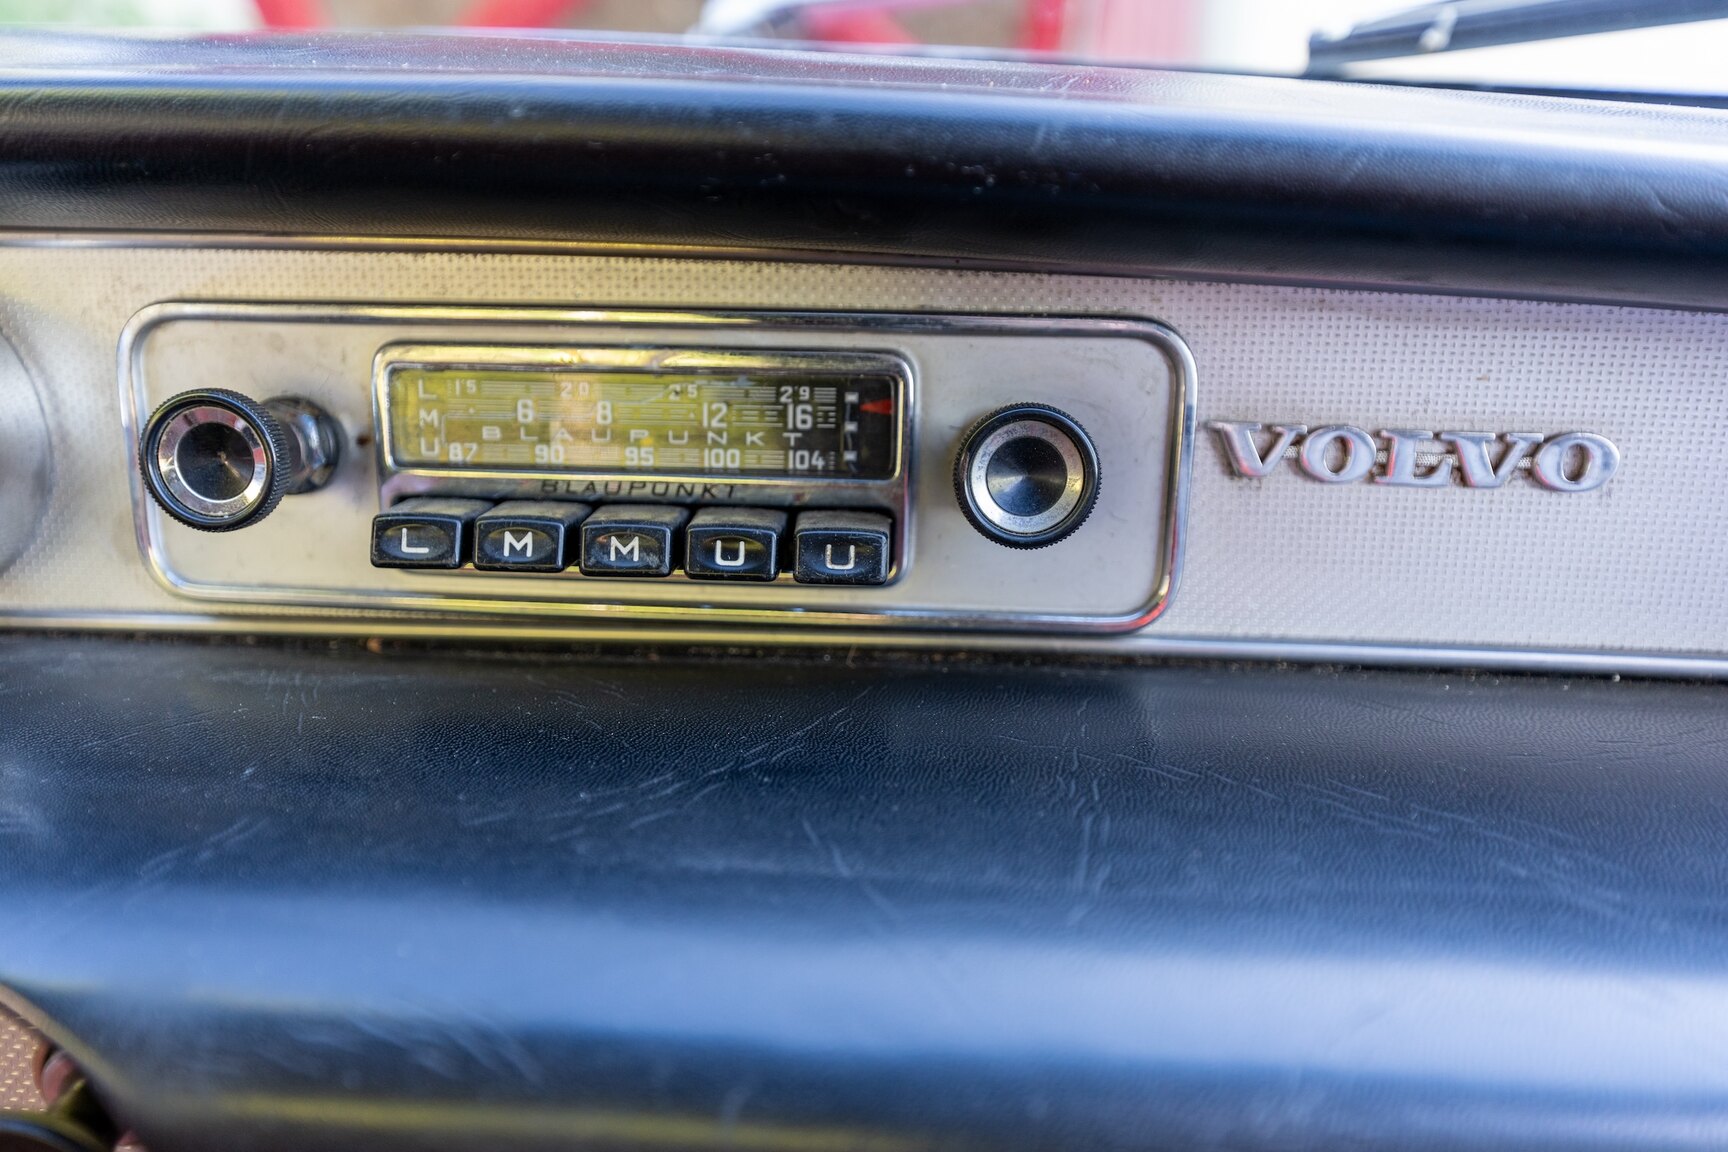 L 15 20 25 29
M 6 8 12 16
BLAUPUNKT
U 87 90 95 100 104
BLAUPUNKT
L M M U U
VOLVO